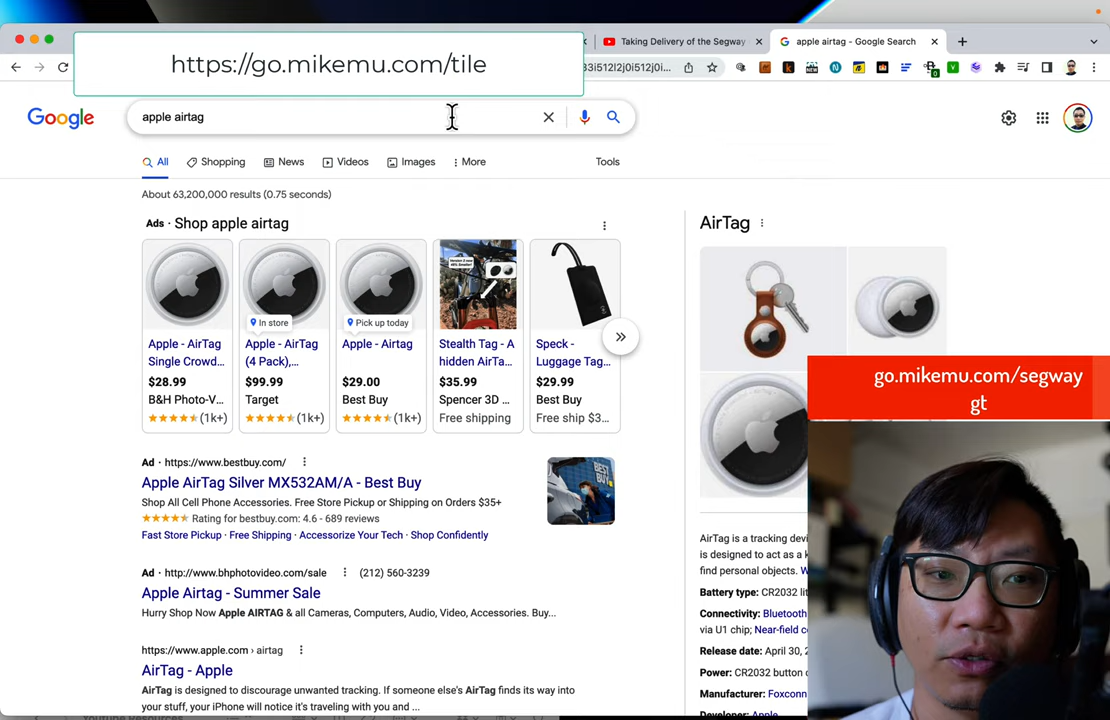 https://go.mikemu.com/tile
Taking Delivery of the Segway
apple airtag - Google Search
33i512l2j0i512j0i...
Google
apple airtag
All
Shopping
News
Videos
Images
More
Tools
About 63,200,000 results (0.75 seconds)
Ads · Shop apple airtag
Apple - AirTag
Single Crowd...
$28.99
B&H Photo-V...
(1k+)
In store
Apple - AirTag
(4 Pack),...
$99.99
Target
(1k+)
Pick up today
Apple - Airtag
$29.00
Best Buy
(1k+)
Stealth Tag - A
hidden AirTa...
$35.99
Spencer 3D ...
Free shipping
Speck -
Luggage Tag...
$29.99
Best Buy
Free ship $3...
Ad · https://www.bestbuy.com/
Apple AirTag Silver MX532AM/A - Best Buy
Shop All Cell Phone Accessories. Free Store Pickup or Shipping on Orders $35+
Rating for bestbuy.com: 4.6 - 689 reviews
Fast Store Pickup · Free Shipping · Accessorize Your Tech · Shop Confidently
Ad · http://www.bhphotovideo.com/sale
(212) 560-3239
Apple Airtag - Summer Sale
Hurry Shop Now Apple AIRTAG & all Cameras, Computers, Audio, Video, Accessories. Buy...
https://www.apple.com › airtag
AirTag - Apple
AirTag is designed to discourage unwanted tracking. If someone else's AirTag finds its way into
your stuff, your iPhone will notice it's traveling with you and ...
AirTag
go.mikemu.com/segway
gt
AirTag is a tracking dev
is designed to act as a k
find personal objects. W
Battery type: CR2032 lit
Connectivity: Bluetooth
via U1 chip; Near-field co
Release date: April 30, 2
Power: CR2032 button c
Manufacturer: Foxconn
Developer: Apple